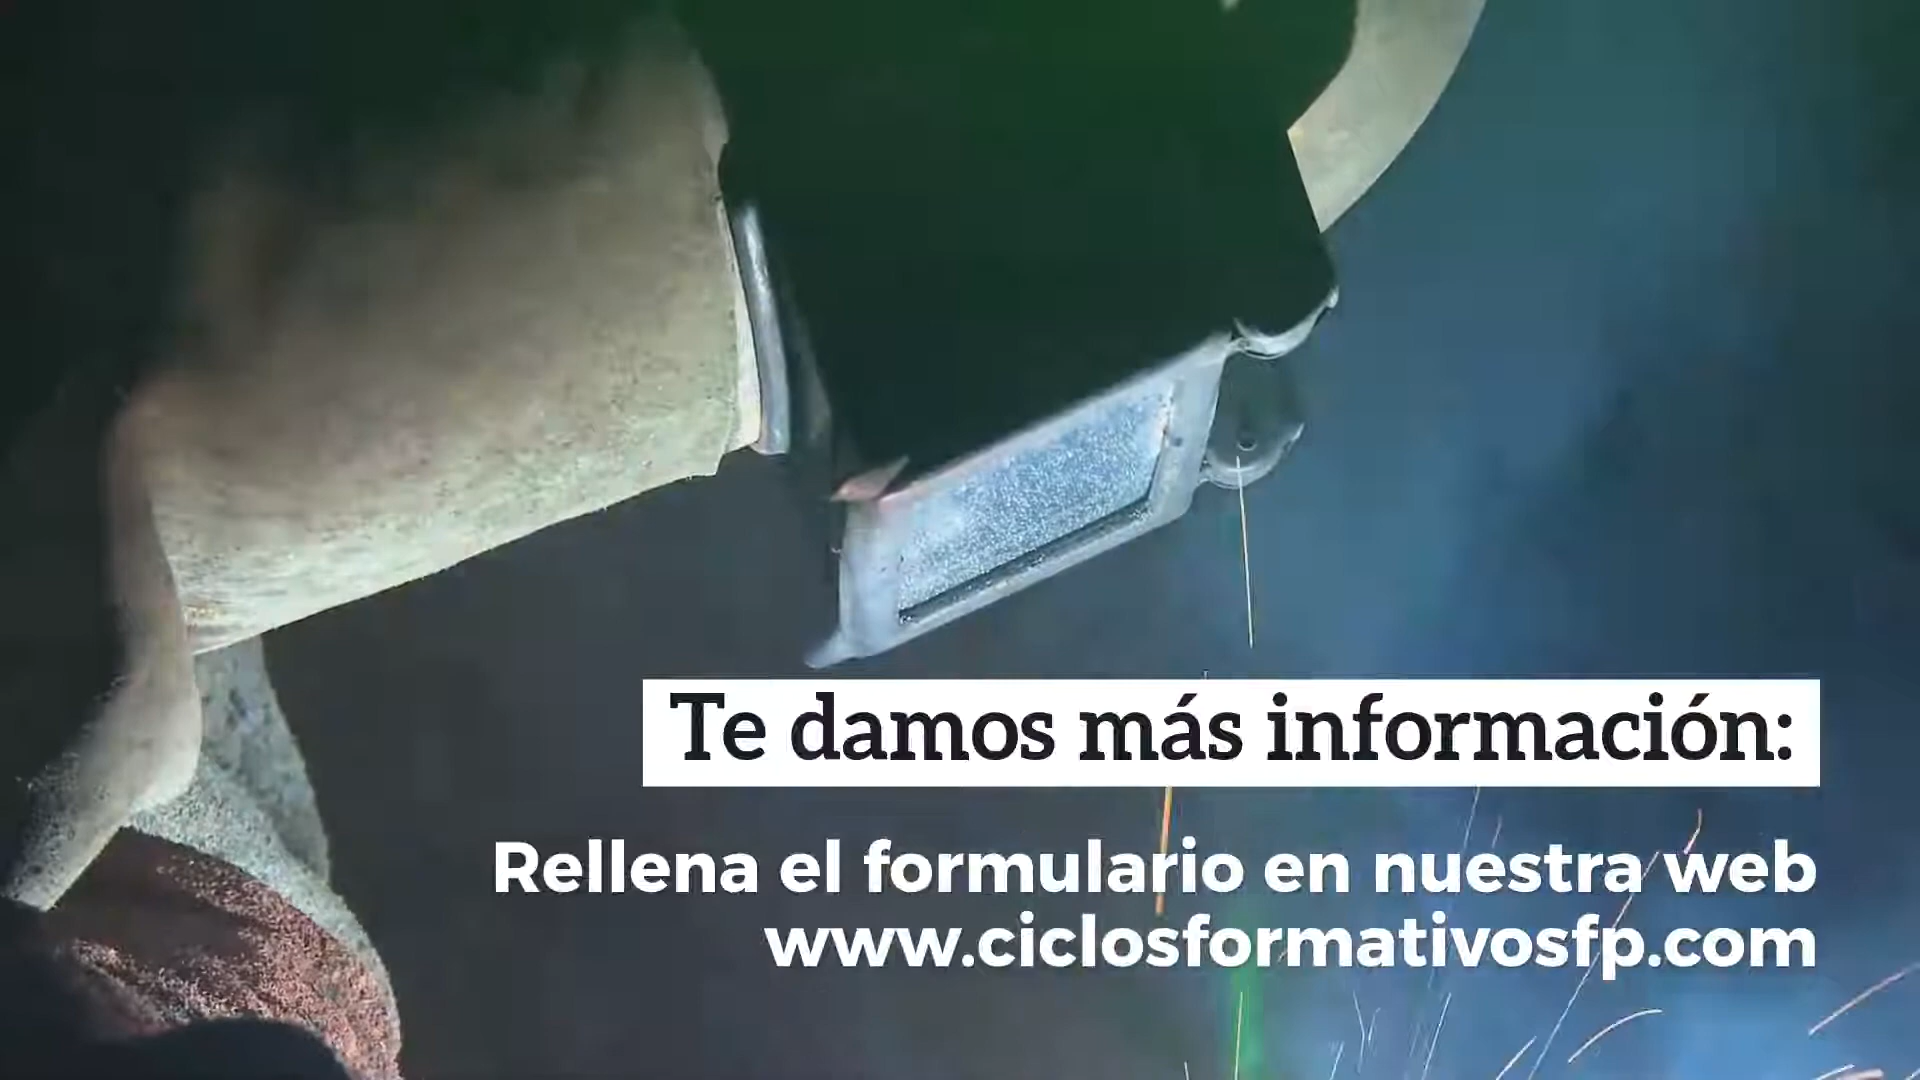 Te damos más información:
Rellena el formulario en nuestra web
www.ciclosformativosfp.com